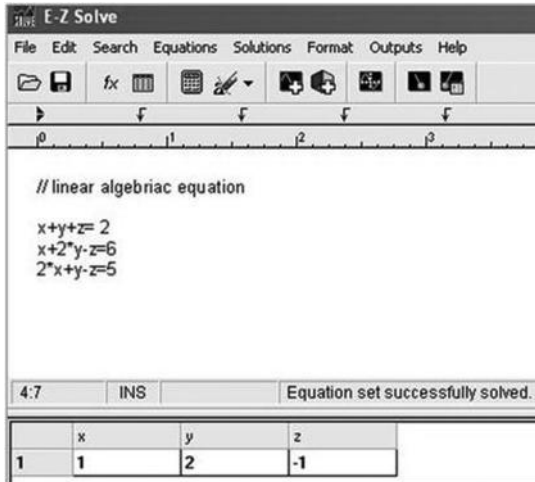 E-Z Solve
File Edit Search Equations Solutions Format Outputs Help
fx
0 1 2 3
// linear algebriac equation
x+y+z= 2
x+2*y-z=6
2*x+y-z=5
4:7 INS Equation set successfully solved.
x y z
1 1 2 -1